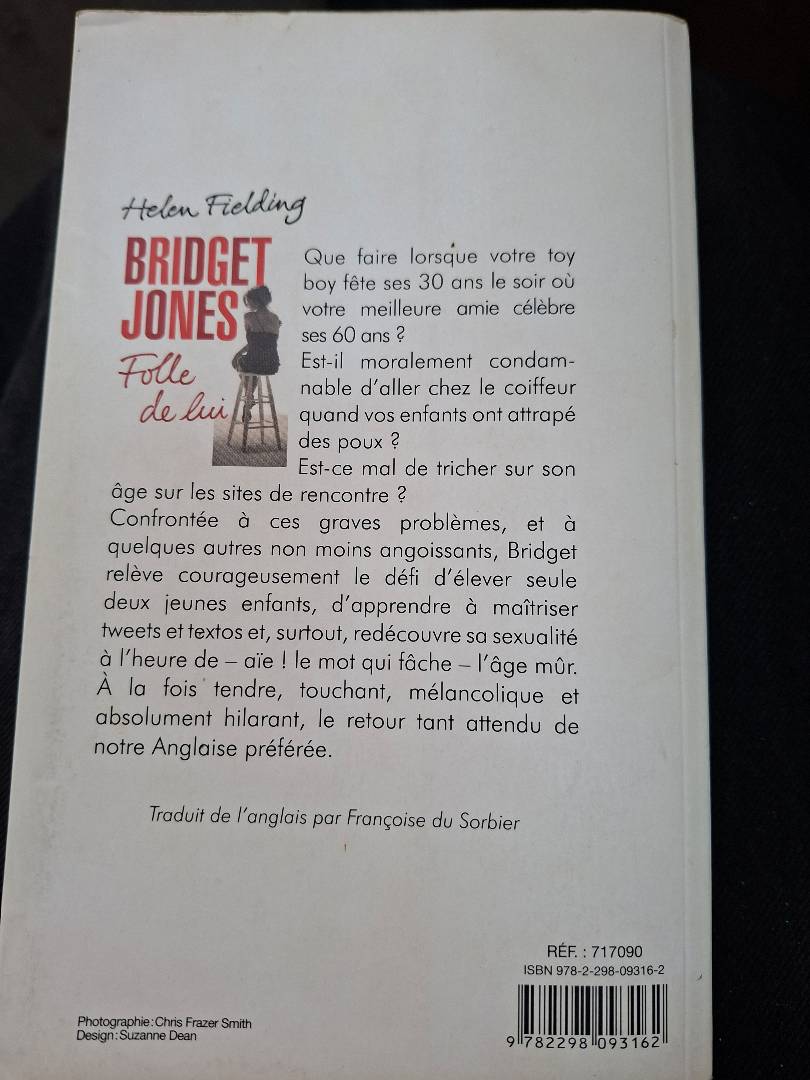 Helen Fielding
BRIDGET
JONES
Folle
de lui
Que faire lorsque votre toy
boy fête ses 30 ans le soir où
votre meilleure amie célèbre
ses 60 ans ?
Est-il moralement condam-
nable d'aller chez le coiffeur
quand vos enfants ont attrapé
des poux ?
Est-ce mal de tricher sur son
âge sur les sites de rencontre ?
Confrontée à ces graves problèmes, et à
quelques autres non moins angoissants, Bridget
relève courageusement le défi d'élever seule
deux jeunes enfants, d'apprendre à maîtriser
tweets et textos et, surtout, redécouvre sa sexualité
à l'heure de – aïe ! le mot qui fâche – l'âge mûr.
À la fois tendre, touchant, mélancolique et
absolument hilarant, le retour tant attendu de
notre Anglaise préférée.
Traduit de l'anglais par Françoise du Sorbier
RÉF. : 717090
ISBN 978-2-298-09316-2
9 782298 093162
Photographie : Chris Frazer Smith
Design : Suzanne Dean